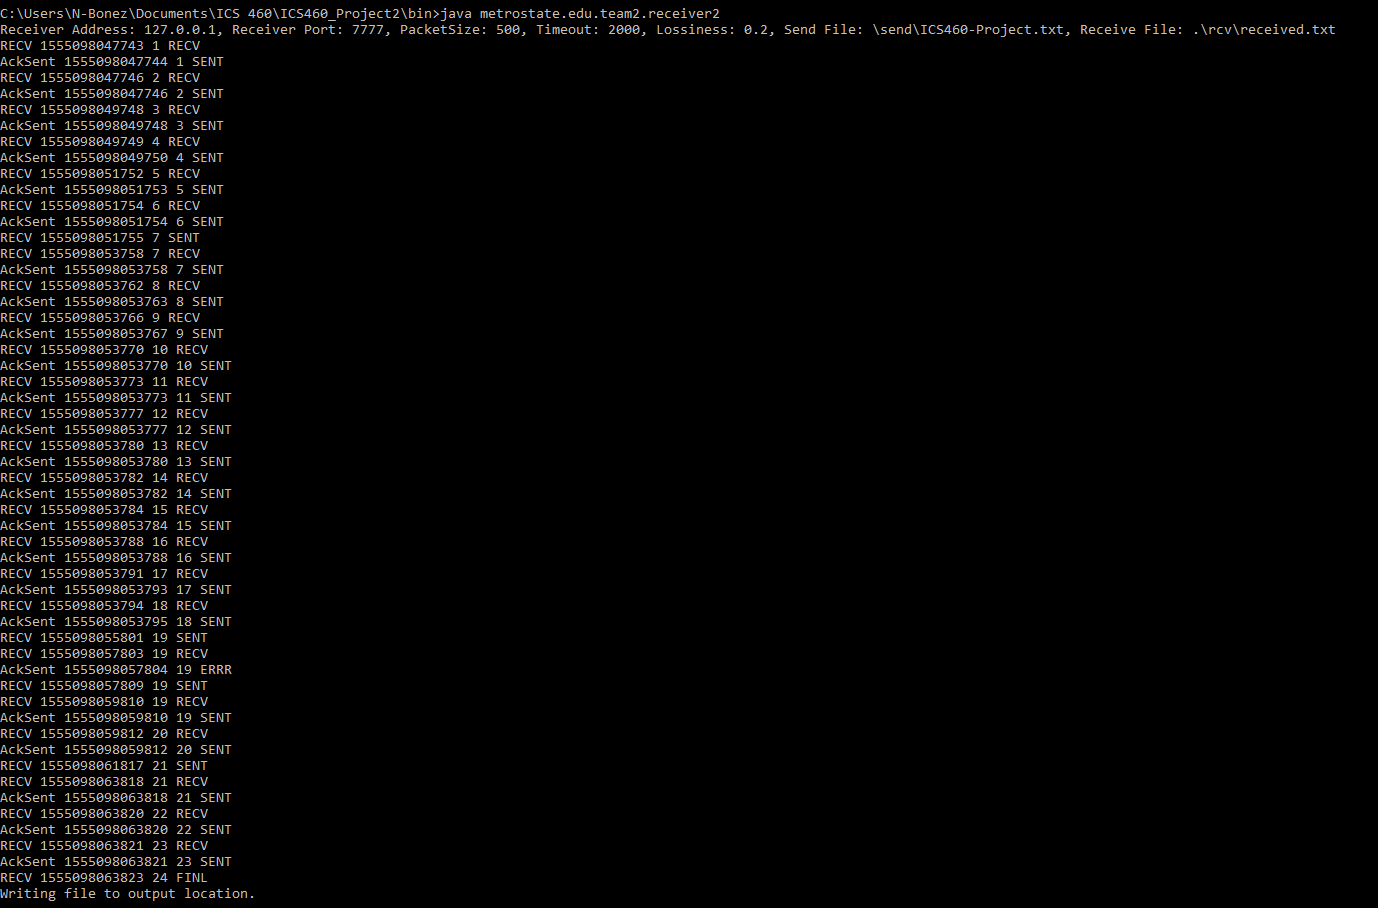 C:\Users\N-Bonez\Documents\ICS 460\ICS460_Project2\bin>java metrostate.edu.team2.receiver2
Receiver Address: 127.0.0.1, Receiver Port: 7777, PacketSize: 500, Timeout: 2000, Lossiness: 0.2, Send File: \send\ICS460-Project.txt, Receive File: .\rcv\received.txt
RECV 1555098047743 1 RECV
AckSent 1555098047744 1 SENT
RECV 1555098047746 2 RECV
AckSent 1555098047746 2 SENT
RECV 1555098049748 3 RECV
AckSent 1555098049748 3 SENT
RECV 1555098049749 4 RECV
AckSent 1555098049750 4 SENT
RECV 1555098051752 5 RECV
AckSent 1555098051753 5 SENT
RECV 1555098051754 6 RECV
AckSent 1555098051754 6 SENT
RECV 1555098051755 7 SENT
RECV 1555098053758 7 RECV
AckSent 1555098053758 7 SENT
RECV 1555098053762 8 RECV
AckSent 1555098053763 8 SENT
RECV 1555098053766 9 RECV
AckSent 1555098053767 9 SENT
RECV 1555098053770 10 RECV
AckSent 1555098053770 10 SENT
RECV 1555098053773 11 RECV
AckSent 1555098053773 11 SENT
RECV 1555098053777 12 RECV
AckSent 1555098053777 12 SENT
RECV 1555098053780 13 RECV
AckSent 1555098053780 13 SENT
RECV 1555098053782 14 RECV
AckSent 1555098053782 14 SENT
RECV 1555098053784 15 RECV
AckSent 1555098053784 15 SENT
RECV 1555098053788 16 RECV
AckSent 1555098053788 16 SENT
RECV 1555098053791 17 RECV
AckSent 1555098053793 17 SENT
RECV 1555098053794 18 RECV
AckSent 1555098053795 18 SENT
RECV 1555098055801 19 SENT
RECV 1555098057803 19 RECV
AckSent 1555098057804 19 ERRR
RECV 1555098057809 19 SENT
RECV 1555098059810 19 RECV
AckSent 1555098059810 19 SENT
RECV 1555098059812 20 RECV
AckSent 1555098059812 20 SENT
RECV 1555098061817 21 SENT
RECV 1555098063818 21 RECV
AckSent 1555098063818 21 SENT
RECV 1555098063820 22 RECV
AckSent 1555098063820 22 SENT
RECV 1555098063821 23 RECV
AckSent 1555098063821 23 SENT
RECV 1555098063823 24 FINL
Writing file to output location.